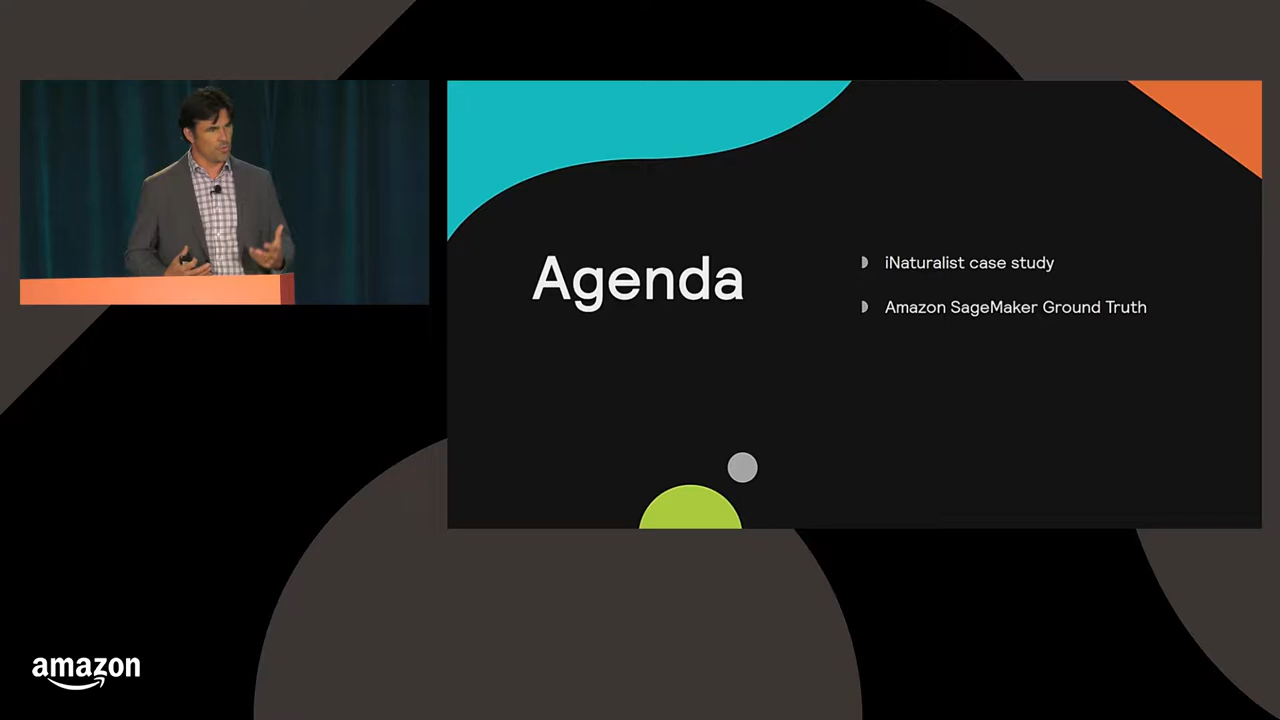 Agenda
iNaturalist case study
Amazon SageMaker Ground Truth
amazon